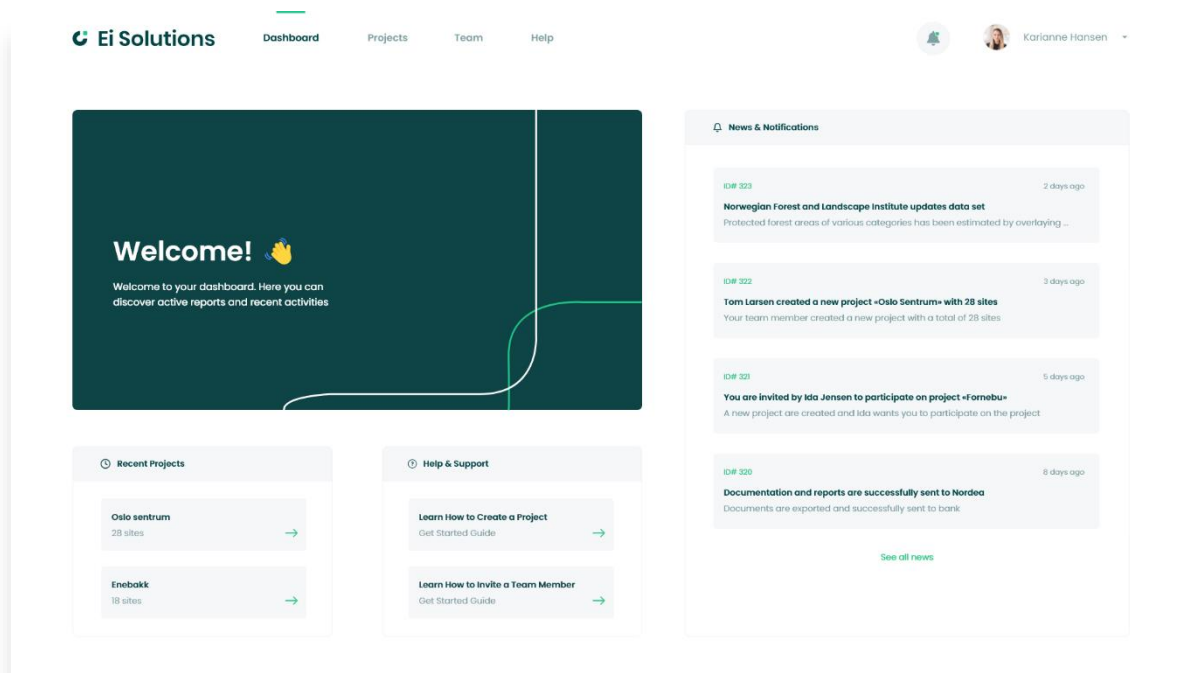 Ei Solutions
Dashboard
Projects
Team
Help
Karianne Hansen
Welcome! 👋
Welcome to your dashboard. Here you can
discover active reports and recent activities
Recent Projects
Oslo sentrum
28 sites
Enebakk
18 sites
Help & Support
Learn How to Create a Project
Get Started Guide
Learn How to Invite a Team Member
Get Started Guide
News & Notifications
ID# 323
2 days ago
Norwegian Forest and Landscape Institute updates data set
Protected forest areas of various categories has been estimated by overlaying ...
ID# 322
3 days ago
Tom Larsen created a new project «Oslo Sentrum» with 28 sites
Your team member created a new project with a total of 28 sites
ID# 321
5 days ago
You are invited by Ida Jensen to participate on project «Fornebu»
A new project are created and Ida wants you to participate on the project
ID# 320
8 days ago
Documentation and reports are successfully sent to Nordea
Documents are exported and successfully sent to bank
See all news